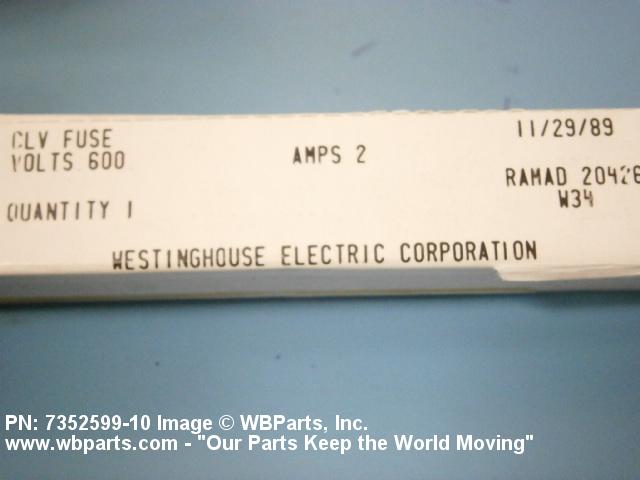 CLV FUSE
VOLTS 600
AMPS 2
11/29/89
RAMAD 20426
W34
QUANTITY 1
WESTINGHOUSE ELECTRIC CORPORATION
PN: 7352599-10 Image © WBParts, Inc.
www.wbparts.com - "Our Parts Keep the World Moving"